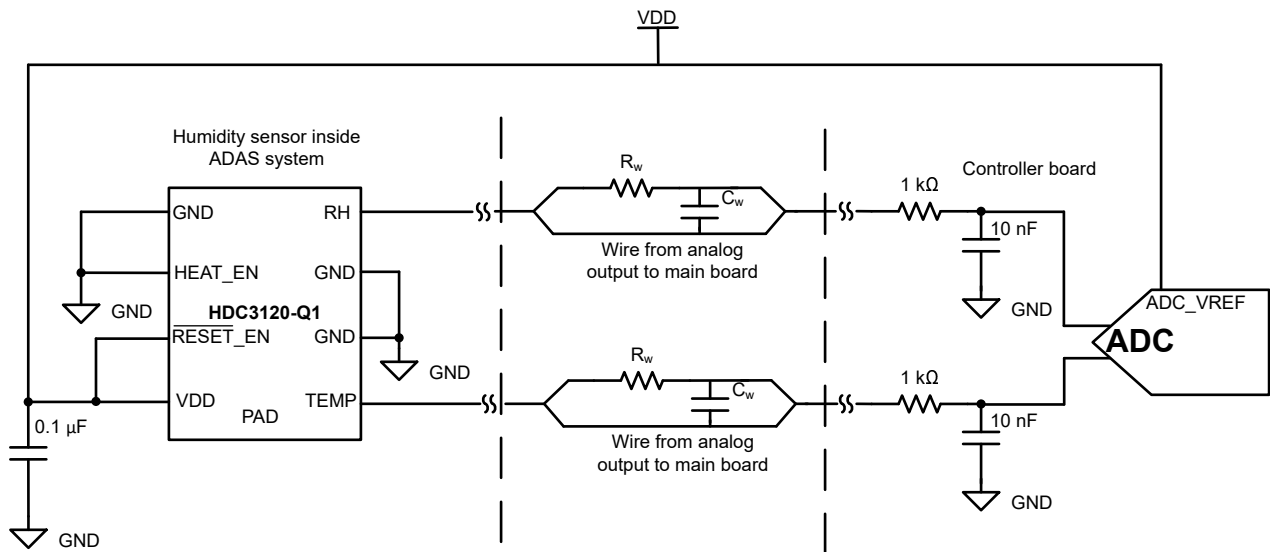 VDD
Humidity sensor inside
ADAS system
GND
HEAT_EN
HDC3120-Q1
RESET_EN
VDD
PAD
RH
GND
GND
TEMP
GND
GND
0.1 µF
GND
Rw
Cw
Wire from analog
output to main board
Rw
Cw
Wire from analog
output to main board
Controller board
1 kΩ
10 nF
GND
1 kΩ
10 nF
GND
ADC_VREF
ADC